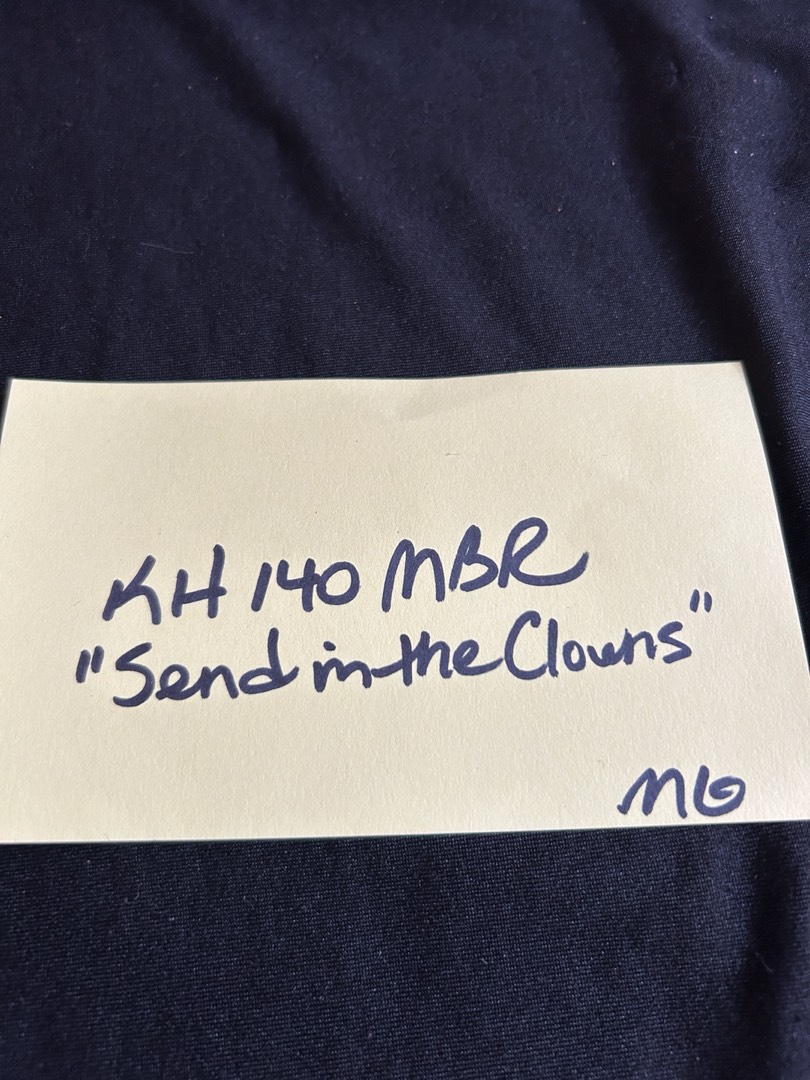 KH 140 MBR
"Send in the Clowns"
MG